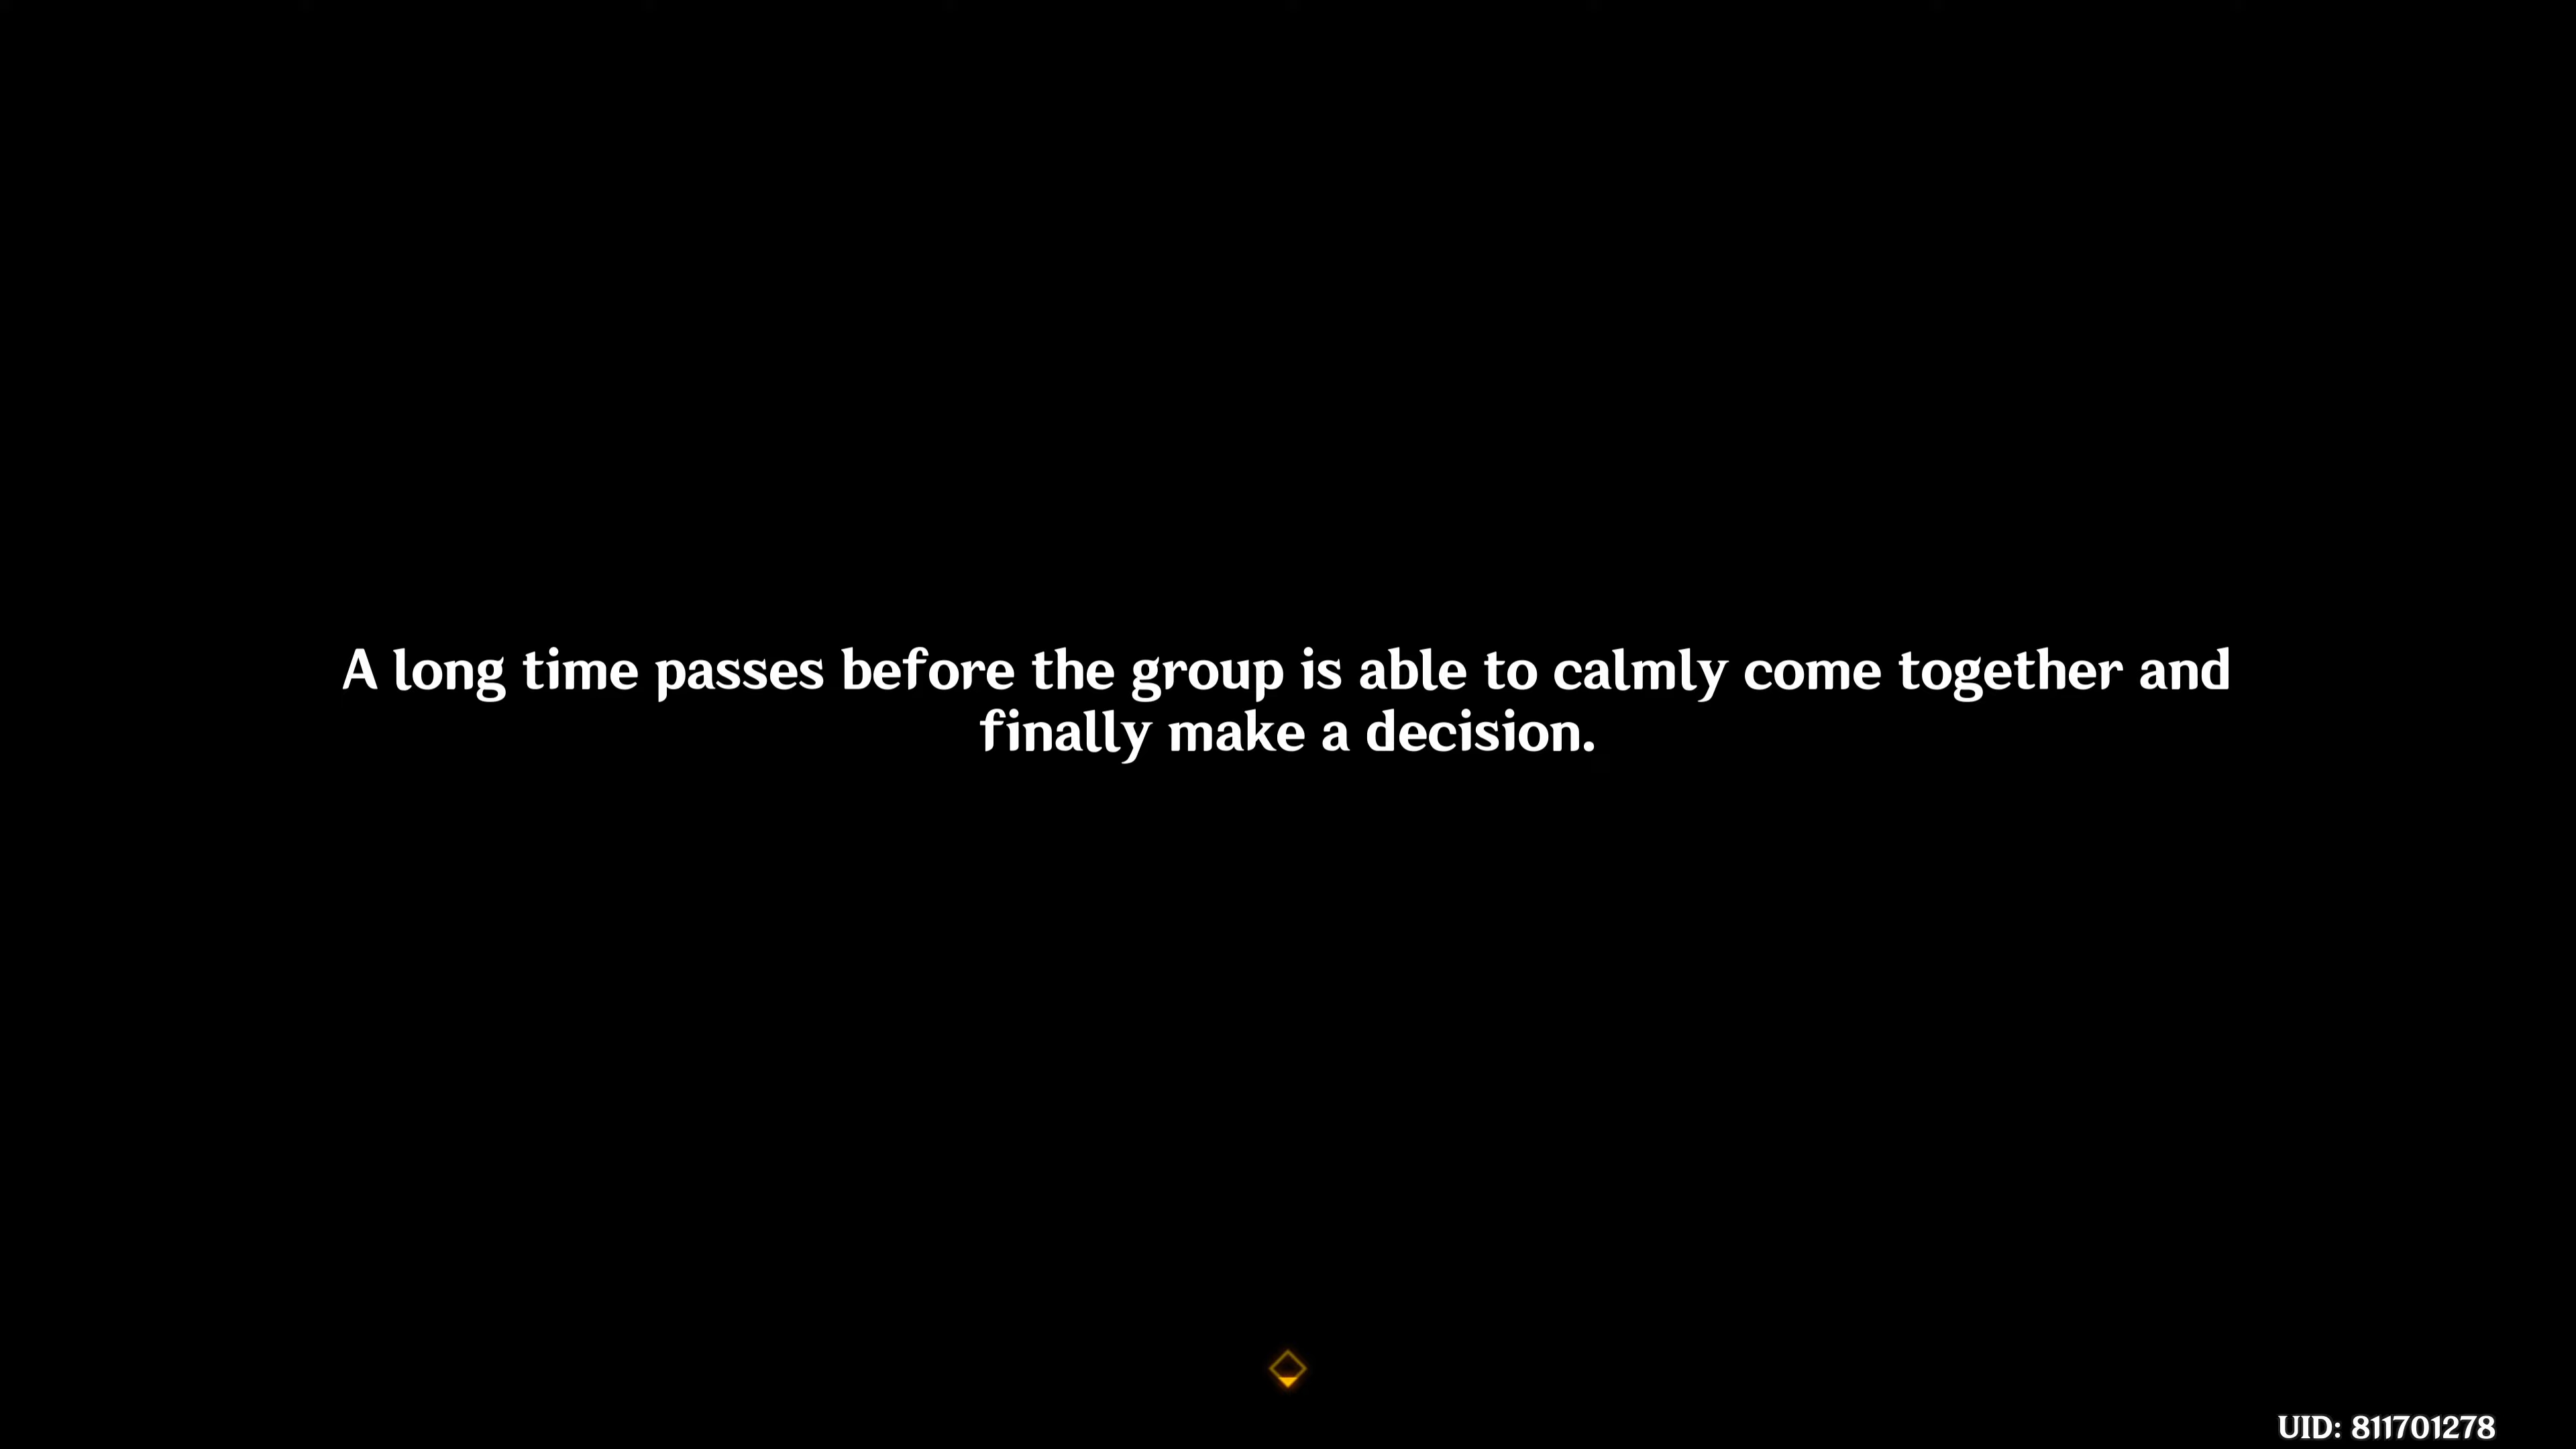 A long time passes before the group is able to calmly come together and
finally make a decision.
UID: 811701278